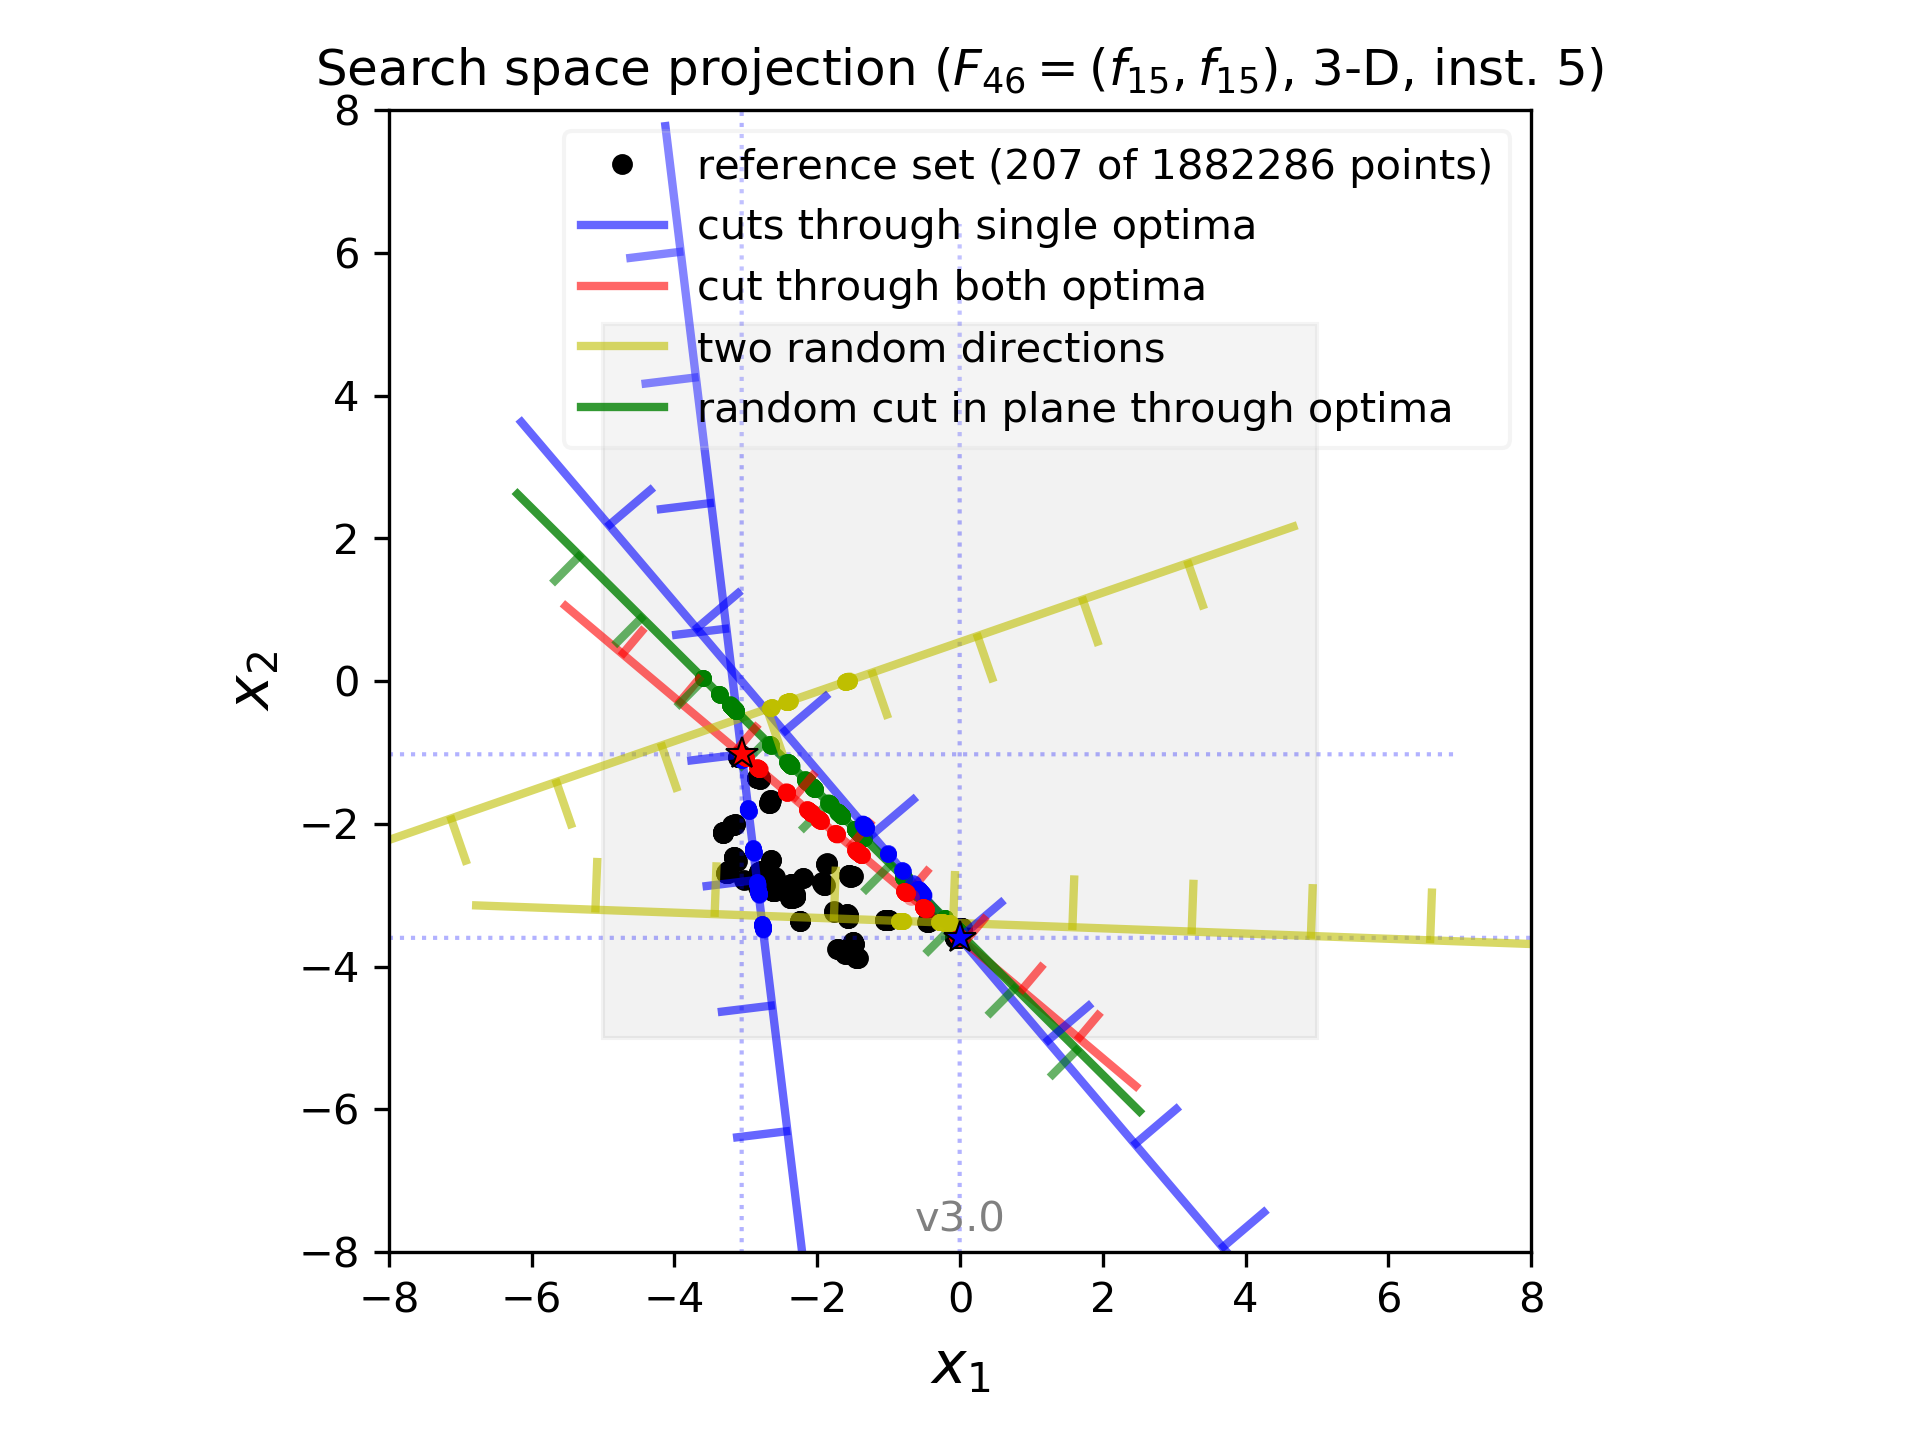 Search space projection (F46 = (f15, f15), 3-D, inst. 5)
reference set (207 of 1882286 points)
cuts through single optima
cut through both optima
two random directions
random cut in plane through optima
8
6
4
2
0
−2
−4
−6
−8
x2
v3.0
−8 −6 −4 −2 0 2 4 6 8
x1